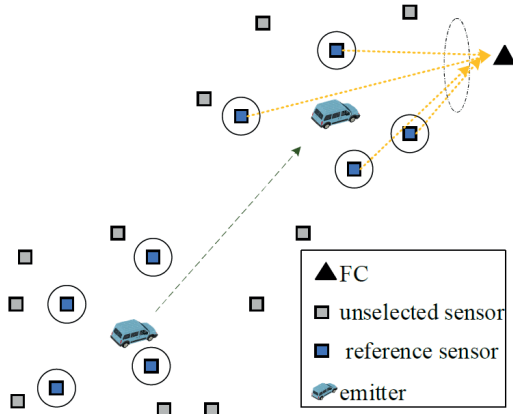 FC
unselected sensor
reference sensor
emitter
FC